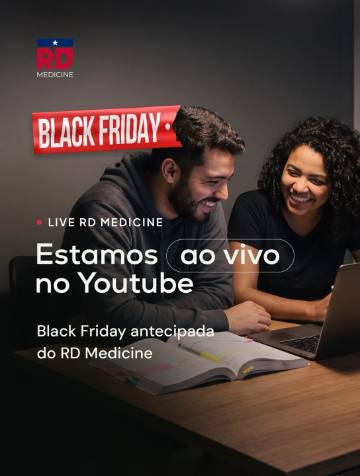 RD
MEDICINE
BLACK FRIDAY
LIVE RD MEDICINE
Estamos ao vivo
no Youtube
Black Friday antecipada
do RD Medicine